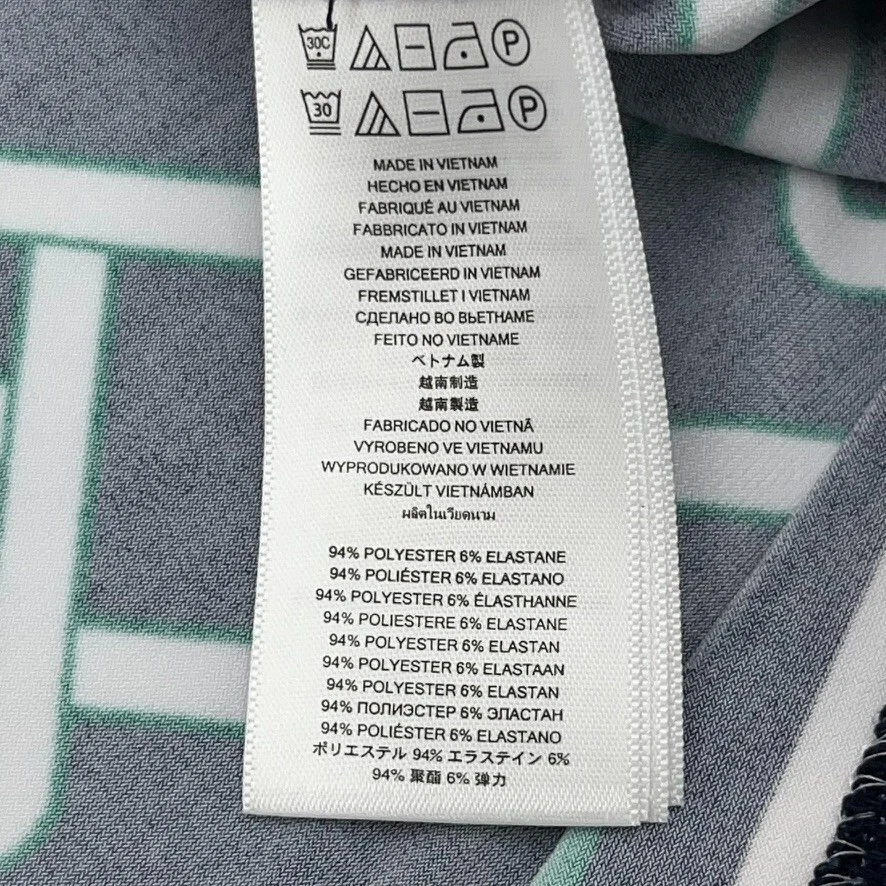 30C P
30 P
MADE IN VIETNAM
HECHO EN VIETNAM
FABRIQUÉ AU VIETNAM
FABBRICATO IN VIETNAM
MADE IN VIETNAM
GEFABRICEERD IN VIETNAM
FREMSTILLET I VIETNAM
СДЕЛАНО ВО ВЬЕТНАМЕ
FEITO NO VIETNAME
ベトナム製
越南制造
越南製造
FABRICADO NO VIETNÃ
VYROBENO VE VIETNAMU
WYPRODUKOWANO W WIETNAMIE
KÉSZÜLT VIETNÁMBAN
ผลิตในเวียดนาม
94% POLYESTER 6% ELASTANE
94% POLIÉSTER 6% ELASTANO
94% POLYESTER 6% ÉLASTHANNE
94% POLIESTERE 6% ELASTANE
94% POLYESTER 6% ELASTAN
94% POLYESTER 6% ELASTAAN
94% POLYESTER 6% ELASTAN
94% ПОЛИЭСТЕР 6% ЭЛАСТАН
94% POLIÉSTER 6% ELASTANO
ポリエステル 94% エラステイン 6%
94% 聚酯 6% 弹力